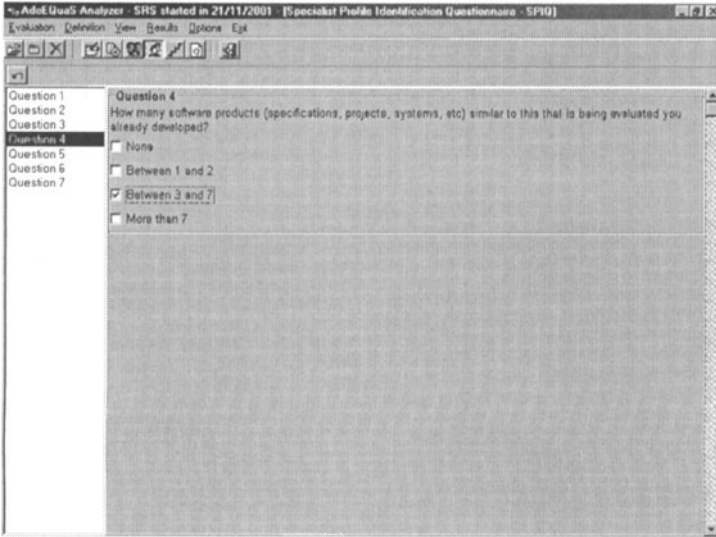 AdeEQuaS Analyzer - SRS started in 21/11/2001 - [Specialist Profile Identification Questionnaire - SPIQ]
Evaluation Definition View Results Options Exit
Question 1
Question 2
Question 3
Question 4
Question 5
Question 6
Question 7
Question 4
How many software products (specifications, projects, systems, etc) similar to this that is being evaluated you
already developed?
None
Between 1 and 2
Between 3 and 7
More then 7